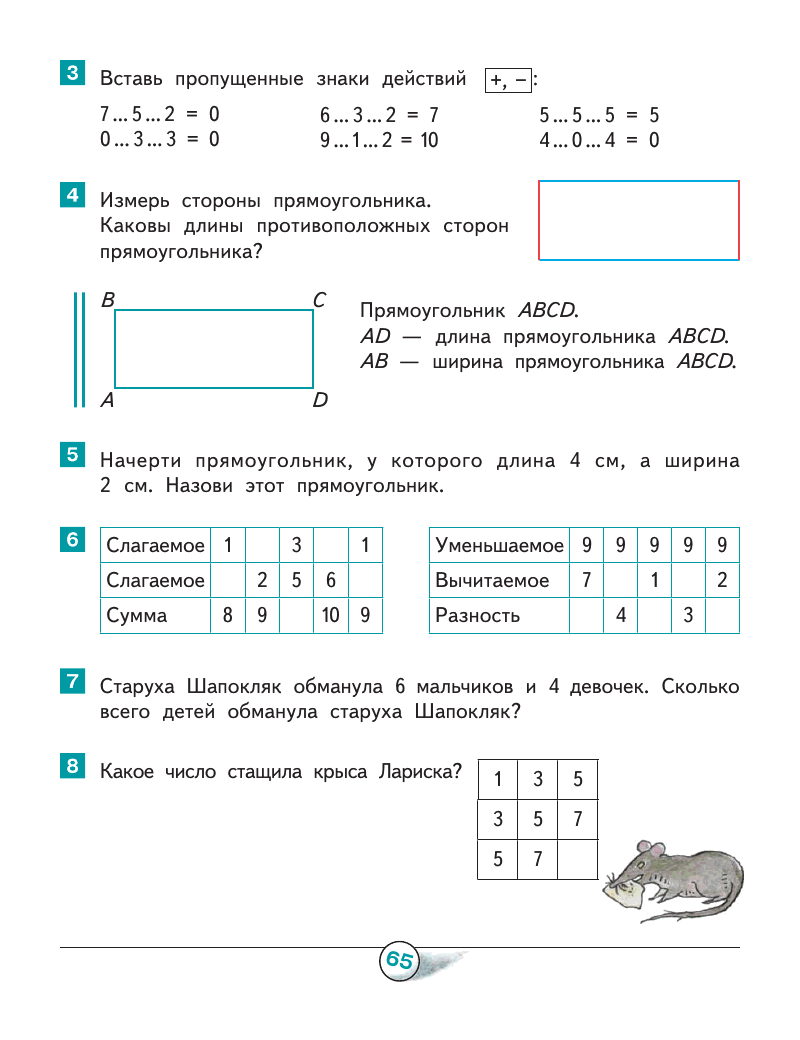 3 Вставь пропущенные знаки действий +, − :
7...5...2 = 0 6...3...2 = 7 5...5...5 = 5
0...3...3 = 0 9...1...2 = 10 4...0...4 = 0
4 Измерь стороны прямоугольника.
Каковы длины противоположных сторон
прямоугольника?
B C
A D
Прямоугольник ABCD.
AD — длина прямоугольника ABCD.
AB — ширина прямоугольника ABCD.
5 Начерти прямоугольник, у которого длина 4 см, а ширина
2 см. Назови этот прямоугольник.
6
Слагаемое 1 3 1
Слагаемое 2 5 6
Сумма 8 9 10 9
Уменьшаемое 9 9 9 9 9
Вычитаемое 7 1 2
Разность 4 3
7 Старуха Шапокляк обманула 6 мальчиков и 4 девочек. Сколько
всего детей обманула старуха Шапокляк?
8 Какое число стащила крыса Лариска?
1 3 5
3 5 7
5 7
65